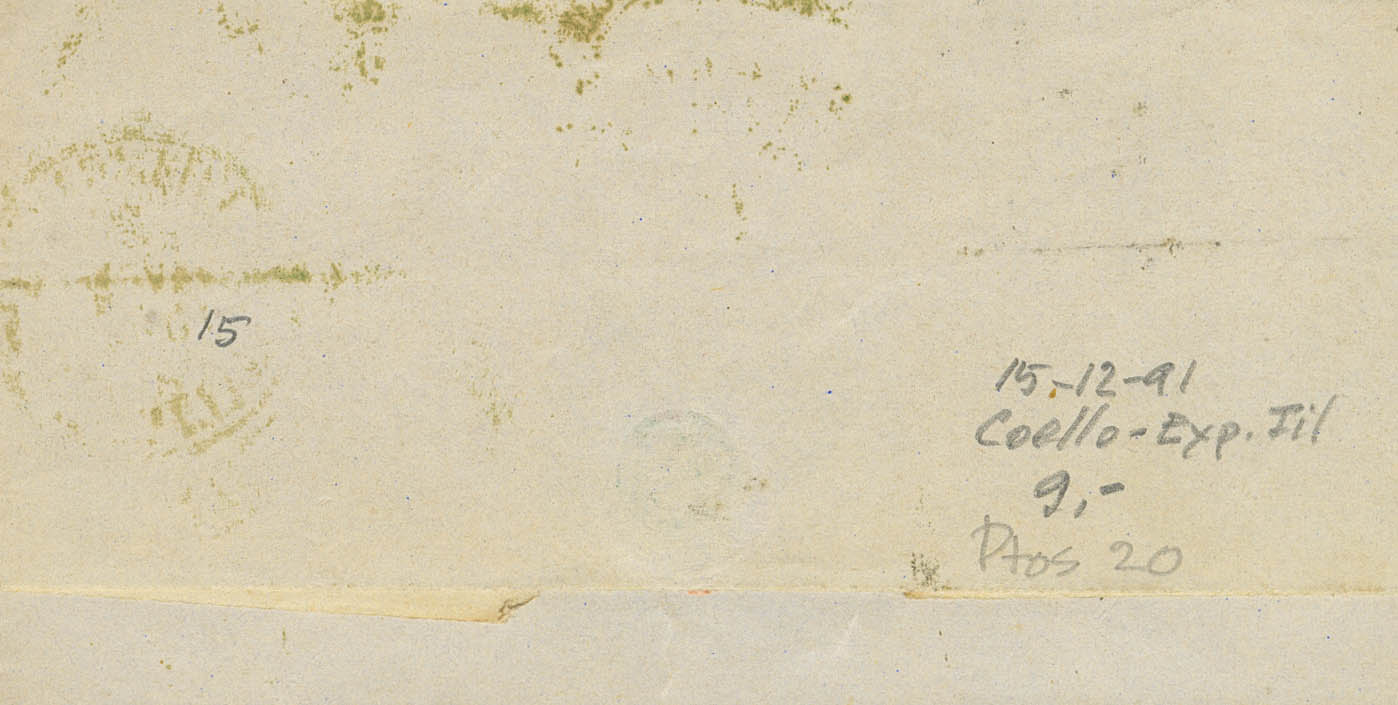 15
15-12-91
Coello-Exp. Fil
9,-
Ptos 20